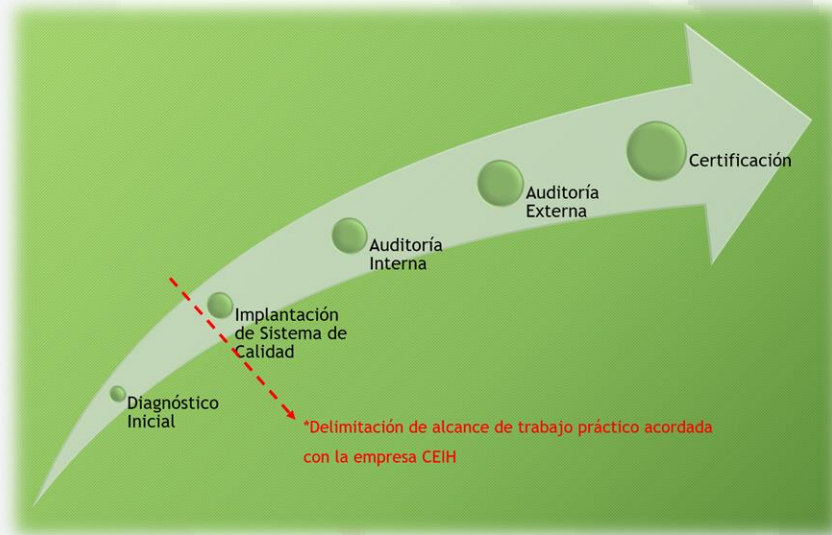 Certificación
Auditoría
Externa
Auditoría
Interna
Implantación
de Sistema de
Calidad
Diagnóstico
Inicial
*Delimitación de alcance de trabajo práctico acordada
con la empresa CEIH